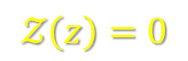 𝒵(z) = 0